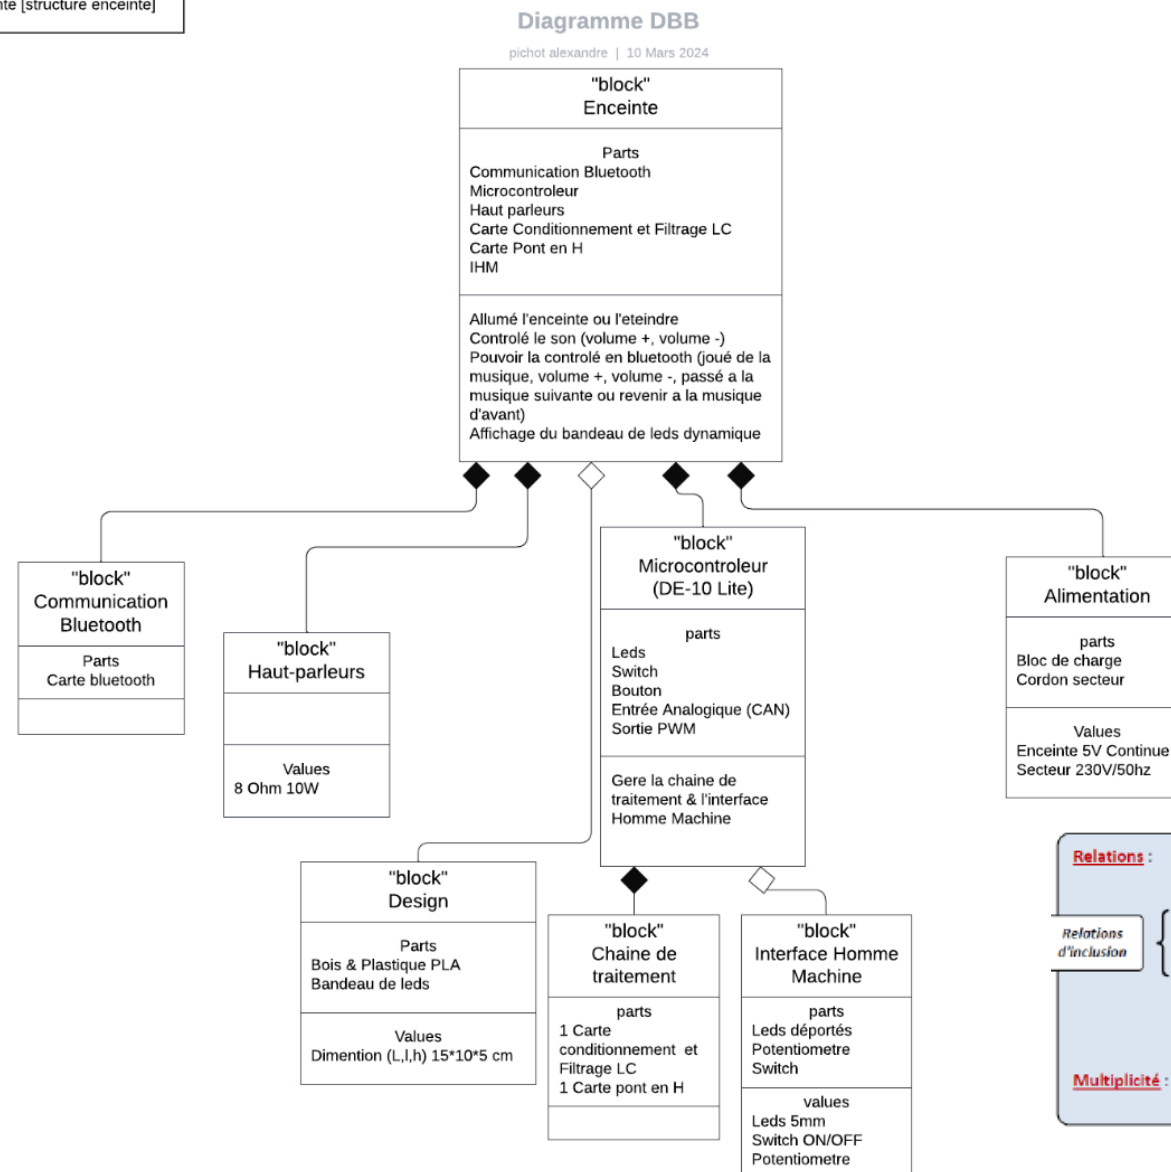 [structure enceinte]
Diagramme DBB
pichot alexandre | 10 Mars 2024
"block"
Enceinte
Parts
Communication Bluetooth
Microcontroleur
Haut parleurs
Carte Conditionnement et Filtrage LC
Carte Pont en H
IHM
Allumé l'enceinte ou l'eteindre
Controlé le son (volume +, volume -)
Pouvoir la controlé en bluetooth (joué de la
musique, volume +, volume -, passé a la
musique suivante ou revenir a la musique
d'avant)
Affichage du bandeau de leds dynamique
"block"
Communication
Bluetooth
Parts
Carte bluetooth
"block"
Haut-parleurs
Values
8 Ohm 10W
"block"
Microcontroleur
(DE-10 Lite)
parts
Leds
Switch
Bouton
Entrée Analogique (CAN)
Sortie PWM
Gere la chaine de
traitement & l'interface
Homme Machine
"block"
Alimentation
parts
Bloc de charge
Cordon secteur
Values
Enceinte 5V Continue
Secteur 230V/50hz
"block"
Design
Parts
Bois & Plastique PLA
Bandeau de leds
Values
Dimention (L,l,h) 15*10*5 cm
"block"
Chaine de
traitement
parts
1 Carte
conditionnement et
Filtrage LC
1 Carte pont en H
"block"
Interface Homme
Machine
parts
Leds déportés
Potentiometre
Switch
values
Leds 5mm
Switch ON/OFF
Potentiometre
Relations :
Relations
d'inclusion
Multiplicité :